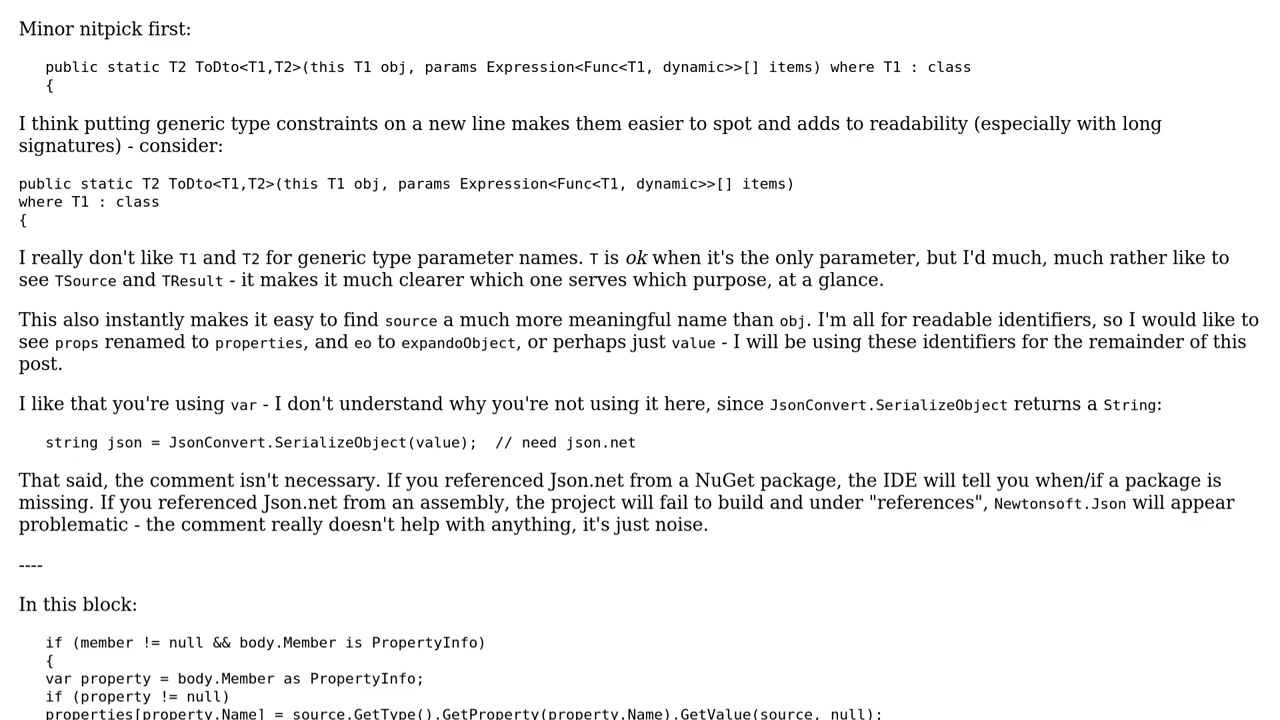 Minor nitpick first:
public static T2 ToDto<T1,T2>(this T1 obj, params Expression<Func<T1, dynamic>>[] items) where T1 : class
{
I think putting generic type constraints on a new line makes them easier to spot and adds to readability (especially with long
signatures) - consider:
public static T2 ToDto<T1,T2>(this T1 obj, params Expression<Func<T1, dynamic>>[] items)
where T1 : class
{
I really don't like T1 and T2 for generic type parameter names. T is ok when it's the only parameter, but I'd much, much rather like to
see TSource and TResult - it makes it much clearer which one serves which purpose, at a glance.
This also instantly makes it easy to find source a much more meaningful name than obj. I'm all for readable identifiers, so I would like to
see props renamed to properties, and eo to expandoObject, or perhaps just value - I will be using these identifiers for the remainder of this
post.
I like that you're using var - I don't understand why you're not using it here, since JsonConvert.SerializeObject returns a String:
string json = JsonConvert.SerializeObject(value);  // need json.net
That said, the comment isn't necessary. If you referenced Json.net from a NuGet package, the IDE will tell you when/if a package is
missing. If you referenced Json.net from an assembly, the project will fail to build and under "references", Newtonsoft.Json will appear
problematic - the comment really doesn't help with anything, it's just noise.
----
In this block:
if (member != null && body.Member is PropertyInfo)
{
var property = body.Member as PropertyInfo;
if (property != null)
properties[property.Name] = source.GetType().GetProperty(property.Name).GetValue(source, null);